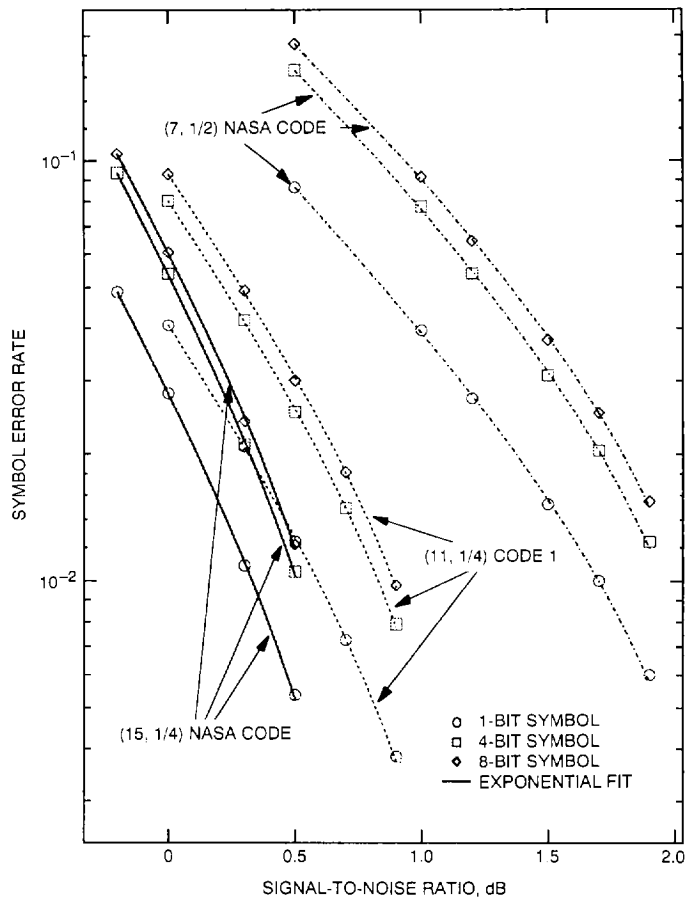 10⁻¹
10⁻²
SYMBOL ERROR RATE
(7, 1/2) NASA CODE
(11, 1/4) CODE 1
(15, 1/4) NASA CODE
1-BIT SYMBOL
4-BIT SYMBOL
8-BIT SYMBOL
EXPONENTIAL FIT
0 0.5 1.0 1.5 2.0
SIGNAL-TO-NOISE RATIO, dB